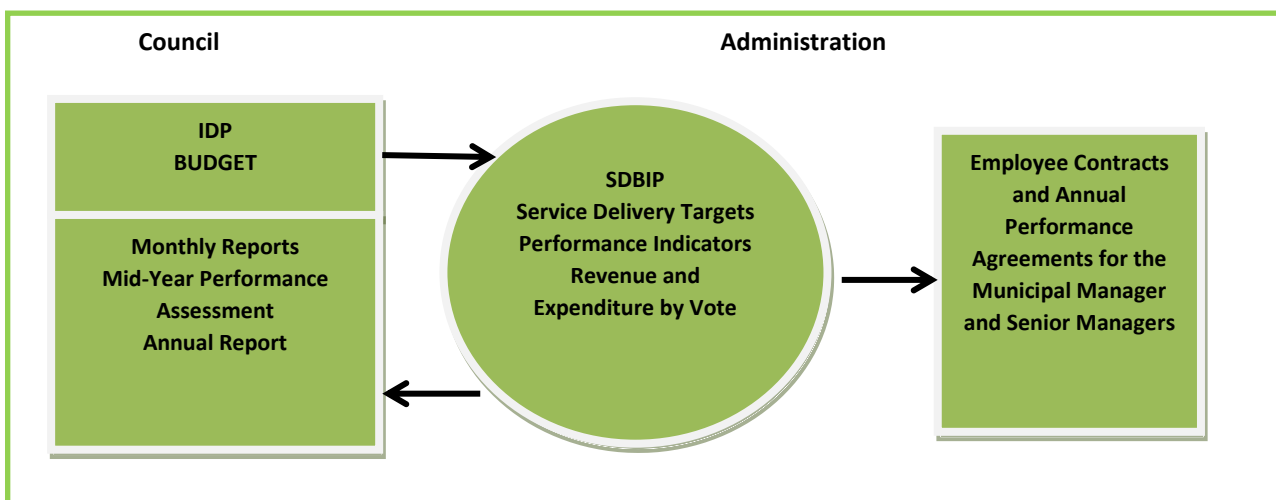 Council
Administration
IDP
BUDGET
Monthly Reports
Mid-Year Performance
Assessment
Annual Report
SDBIP
Service Delivery Targets
Performance Indicators
Revenue and
Expenditure by Vote
Employee Contracts
and Annual
Performance
Agreements for the
Municipal Manager
and Senior Managers